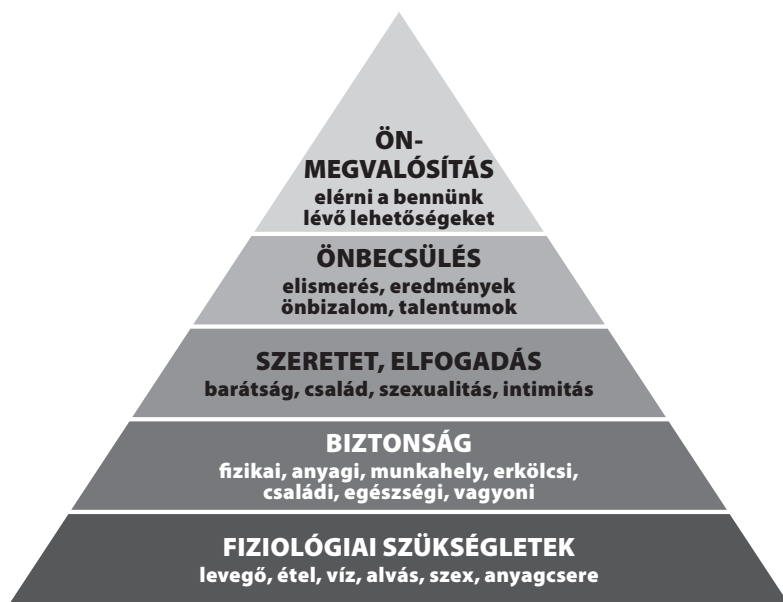 ÖN-
MEGVALÓSÍTÁS
elérni a bennünk
lévő lehetőségeket
ÖNBECSÜLÉS
elismerés, eredmények
önbizalom, talentumok
SZERETET, ELFOGADÁS
barátság, család, szexualitás, intimitás
BIZTONSÁG
fizikai, anyagi, munkahely, erkölcsi,
családi, egészségi, vagyoni
FIZIOLÓGIAI SZÜKSÉGLETEK
levegő, étel, víz, alvás, szex, anyagcsere